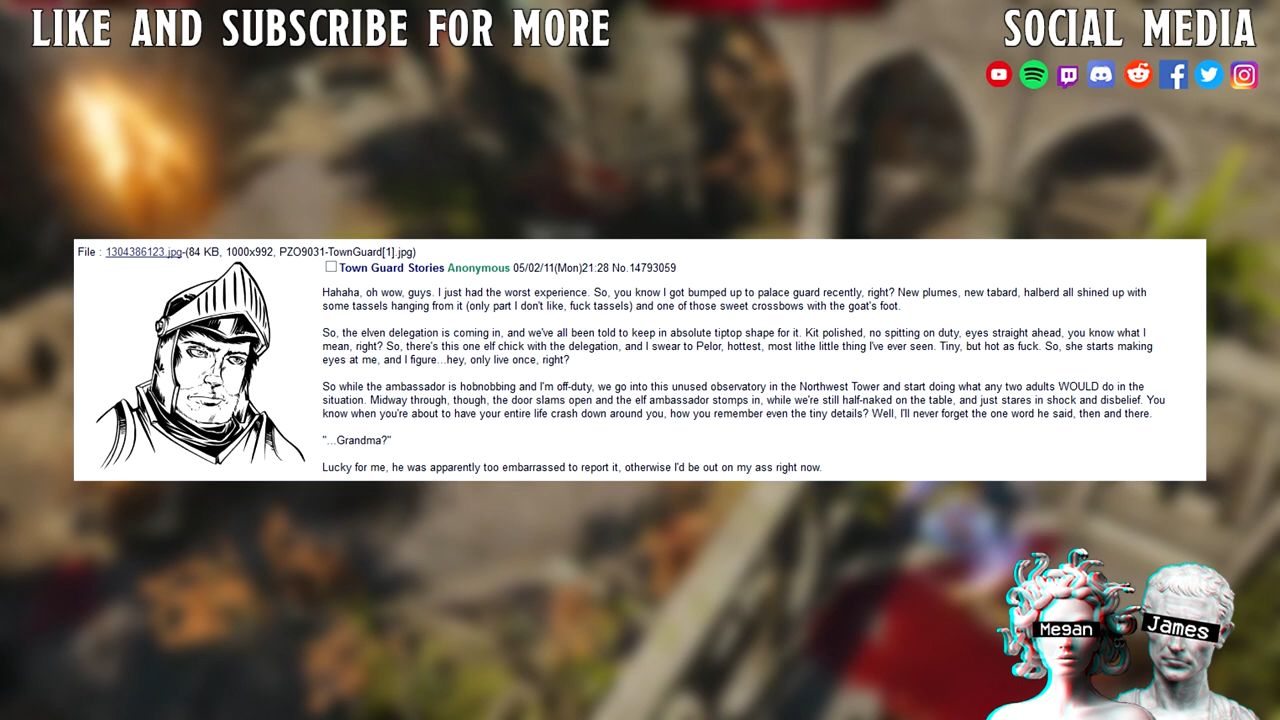 LIKE AND SUBSCRIBE FOR MORE
SOCIAL MEDIA
File : 1304386123.jpg-(84 KB, 1000x992, PZO9031-TownGuard[1].jpg)
Town Guard Stories Anonymous 05/02/11(Mon)21:28 No.14793059
Hahaha, oh wow, guys. I just had the worst experience. So, you know I got bumped up to palace guard recently, right? New plumes, new tabard, halberd all shined up with
some tassels hanging from it (only part I don't like, fuck tassels) and one of those sweet crossbows with the goat's foot.
So, the elven delegation is coming in, and we've all been told to keep in absolute tiptop shape for it. Kit polished, no spitting on duty, eyes straight ahead, you know what I
mean, right? So, there's this one elf chick with the delegation, and I swear to Pelor, hottest, most lithe little thing I've ever seen. Tiny, but hot as fuck. So, she starts making
eyes at me, and I figure...hey, only live once, right?
So while the ambassador is hobnobbing and I'm off-duty, we go into this unused observatory in the Northwest Tower and start doing what any two adults WOULD do in the
situation. Midway through, though, the door slams open and the elf ambassador stomps in, while we're still half-naked on the table, and just stares in shock and disbelief. You
know when you're about to have your entire life crash down around you, how you remember even the tiny details? Well, I'll never forget the one word he said, then and there.
"...Grandma?"
Lucky for me, he was apparently too embarrassed to report it, otherwise I'd be out on my ass right now.
Megan
James